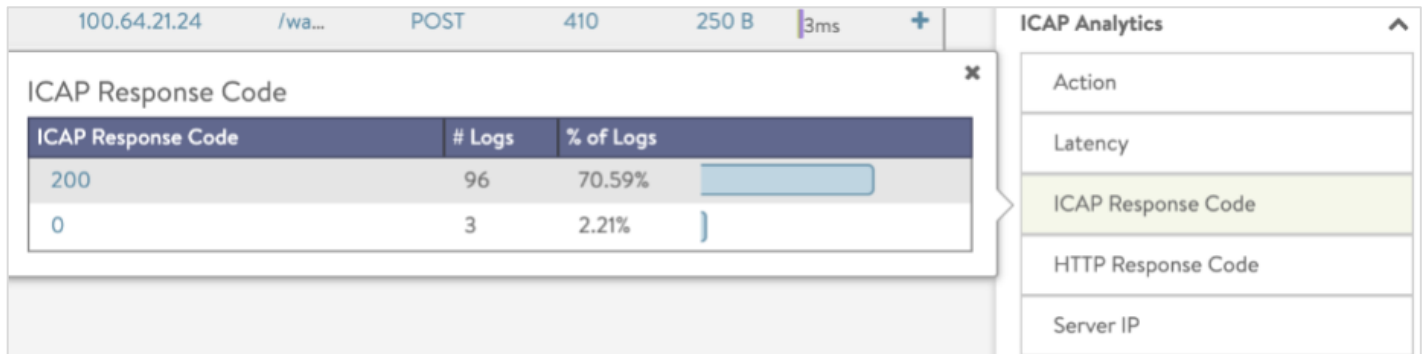 100.64.21.24 /wa... POST 410 250 B 3ms +
ICAP Response Code
ICAP Response Code # Logs % of Logs
200 96 70.59%
0 3 2.21%
ICAP Analytics
Action
Latency
ICAP Response Code
HTTP Response Code
Server IP